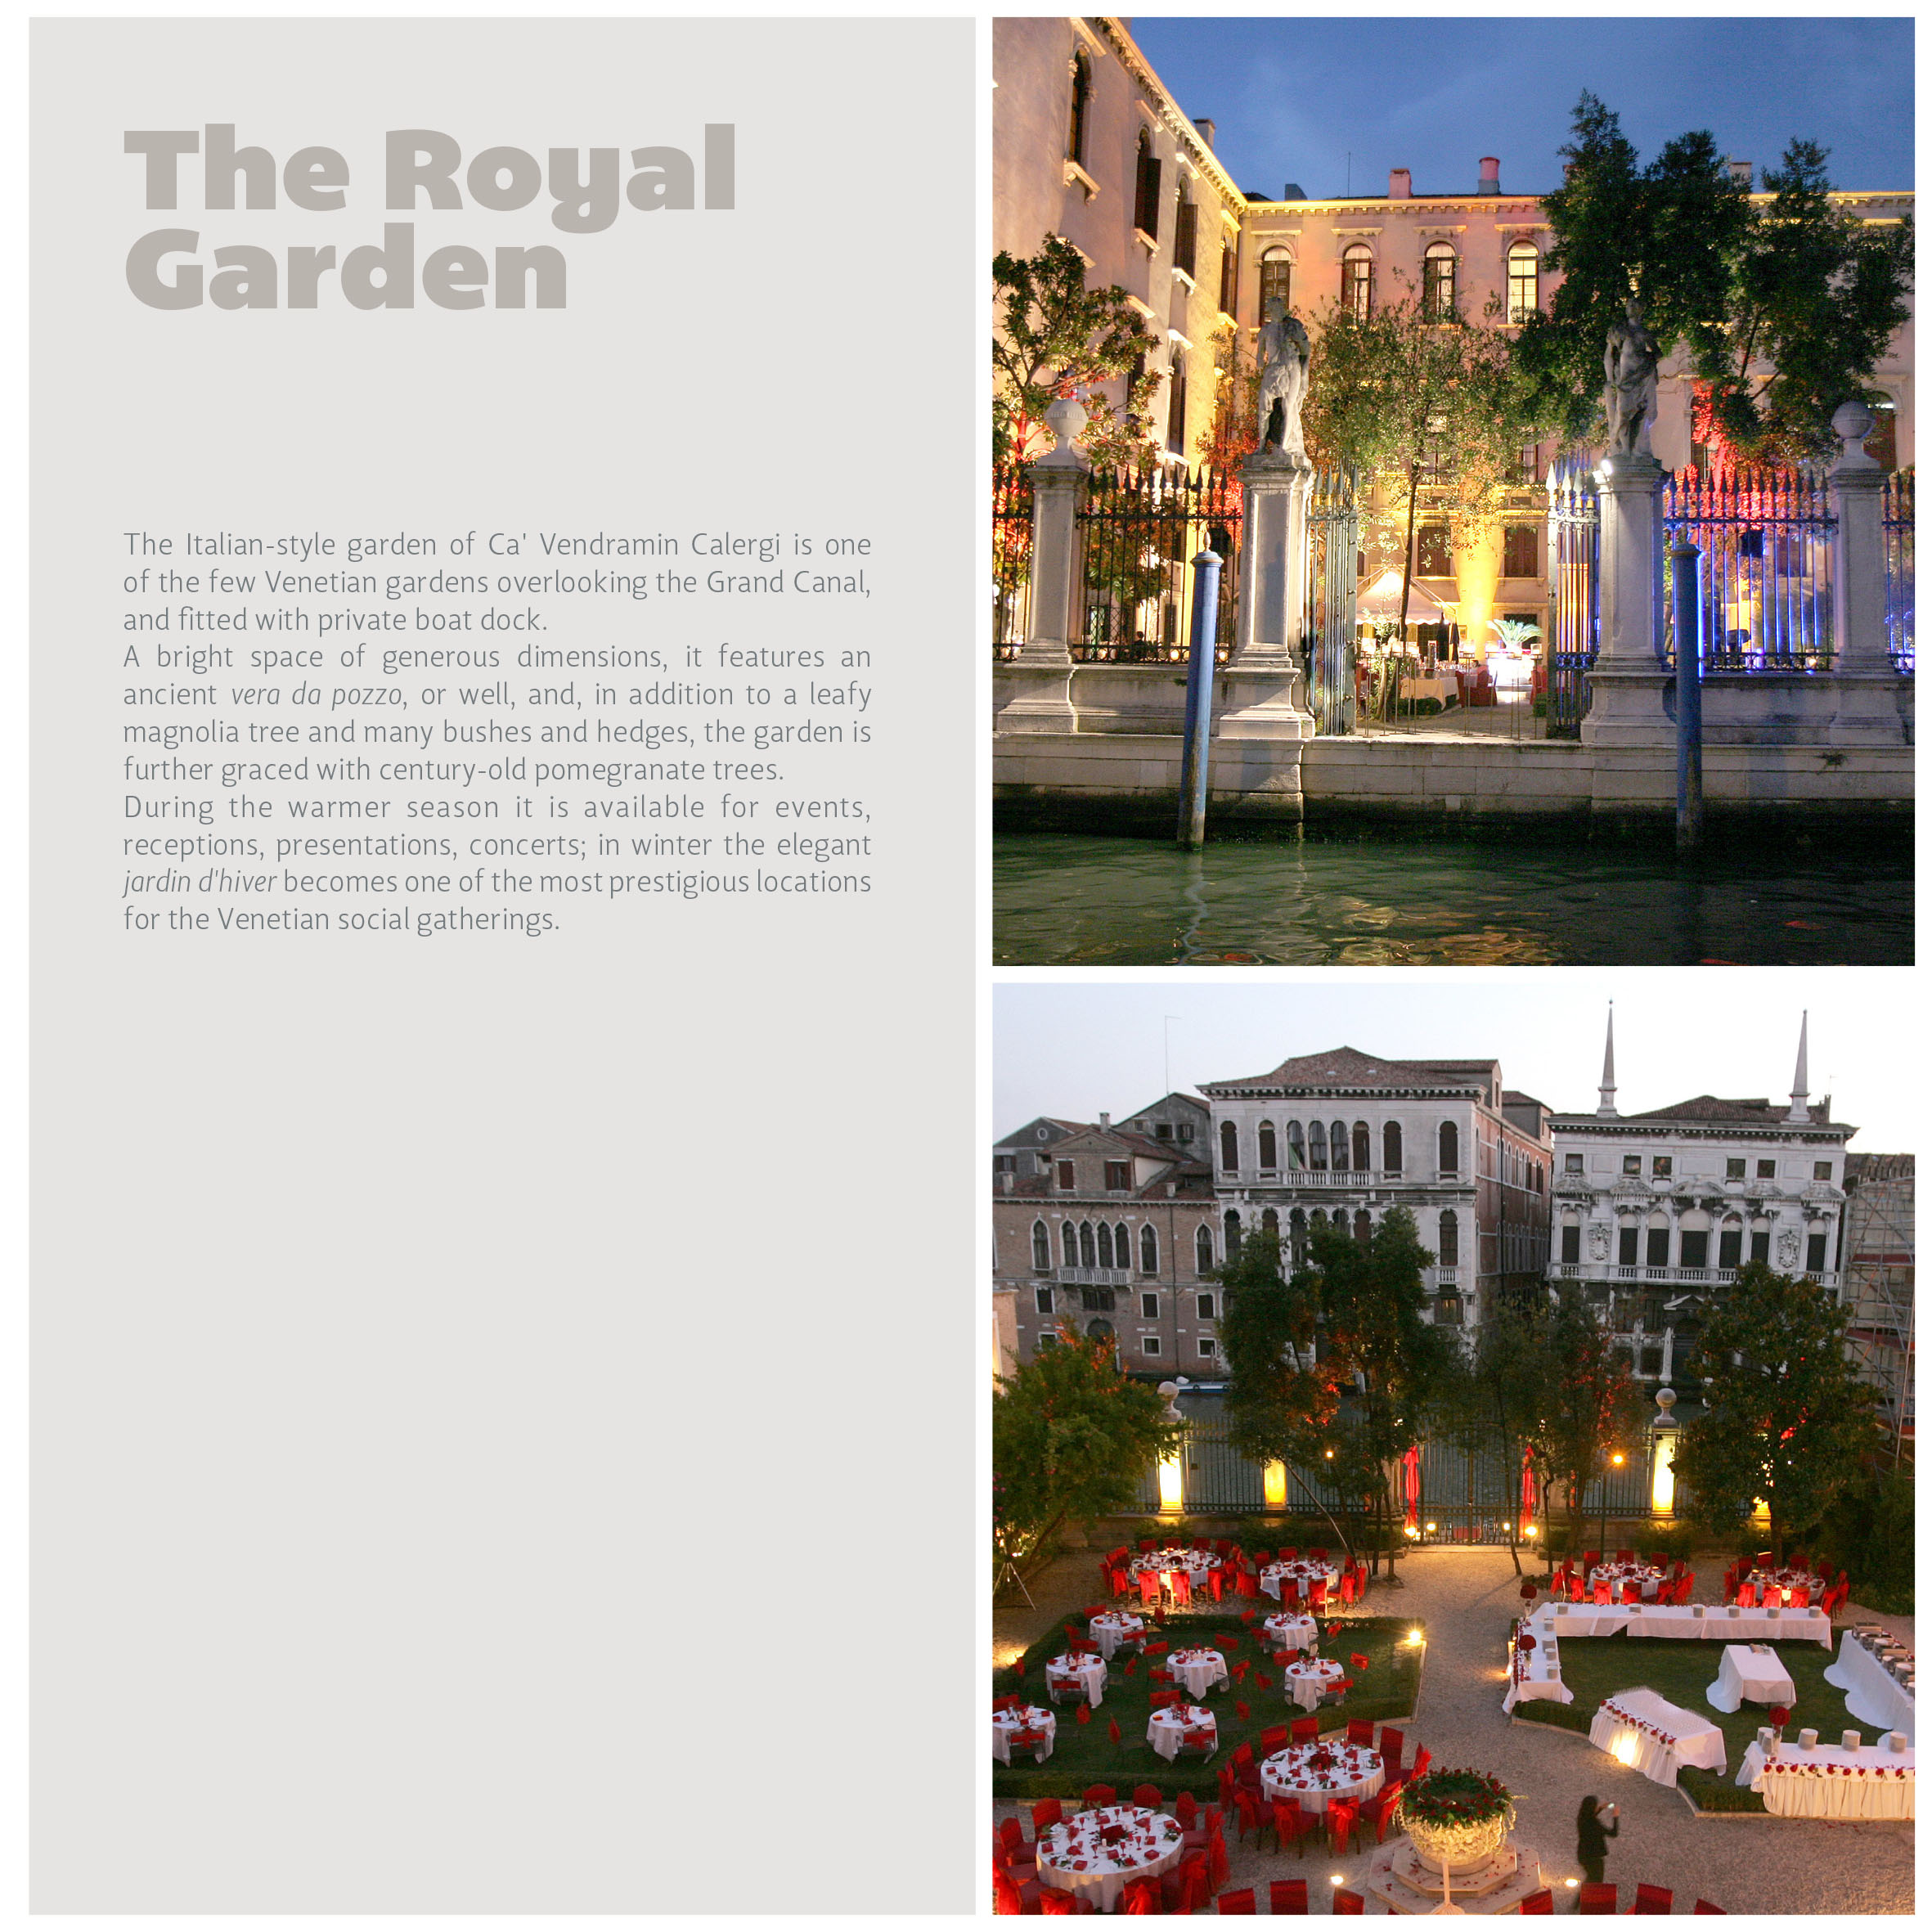 The Royal
Garden
The Italian-style garden of Ca' Vendramin Calergi is one
of the few Venetian gardens overlooking the Grand Canal,
and fitted with private boat dock.
A bright space of generous dimensions, it features an
ancient vera da pozzo, or well, and, in addition to a leafy
magnolia tree and many bushes and hedges, the garden is
further graced with century-old pomegranate trees.
During the warmer season it is available for events,
receptions, presentations, concerts; in winter the elegant
jardin d'hiver becomes one of the most prestigious locations
for the Venetian social gatherings.